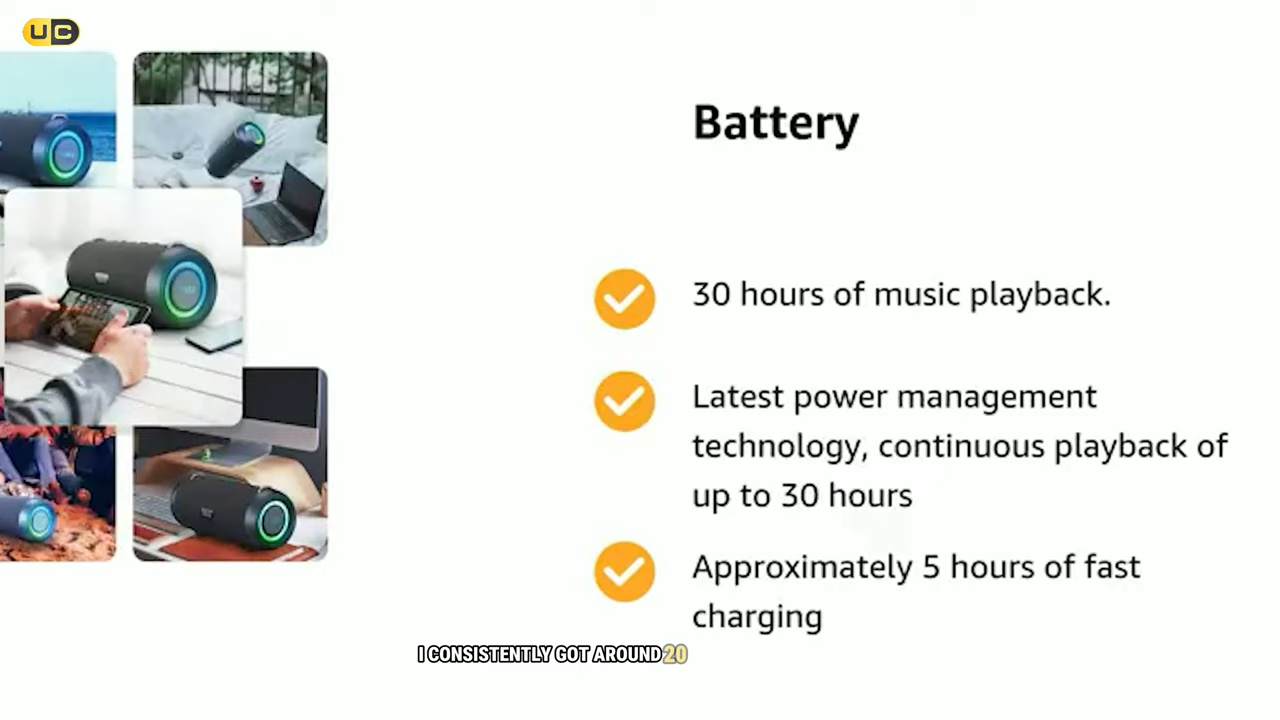 UC
Battery
30 hours of music playback.
Latest power management
technology, continuous playback of
up to 30 hours
Approximately 5 hours of fast
charging
I CONSISTENTLY GOT AROUND 20